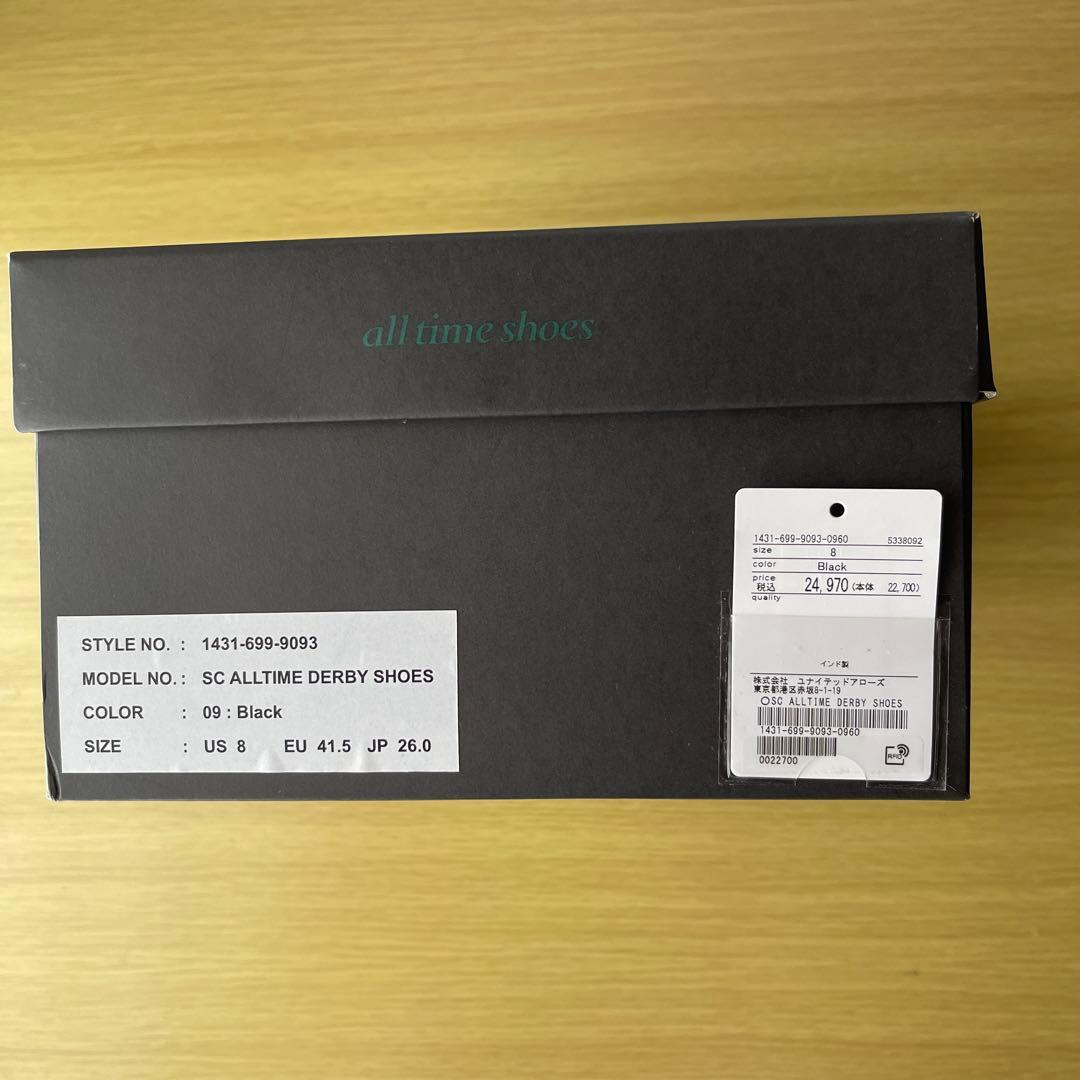 all time shoes
STYLE NO. : 1431-699-9093
MODEL NO. : SC ALLTIME DERBY SHOES
COLOR : 09 : Black
SIZE : US 8 EU 41.5 JP 26.0
1431-699-9093-0960 5338092
size 8
color Black
price
税込 24,970 (本体 22,700)
quality
インド製
株式会社 ユナイテッドアローズ
東京都港区赤坂8-1-19
○SC ALLTIME DERBY SHOES
1431-699-9093-0960
0022700
RFID